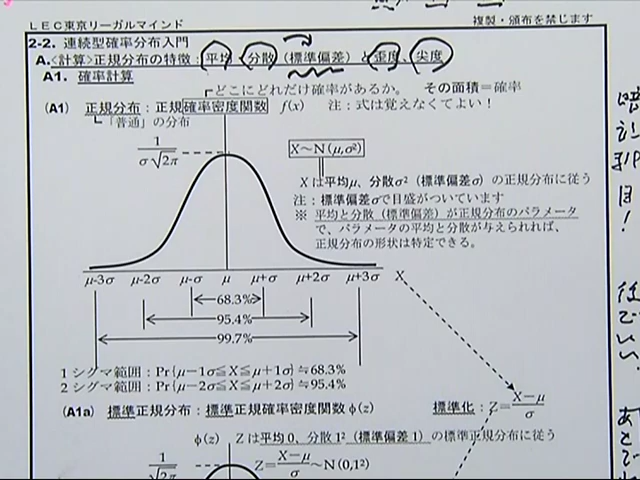 LEC東京リーガルマインド
複製・頒布を禁じます
2-2. 連続型確率分布入門
A.<計算>正規分布の特徴:平均、分散(標準偏差)と歪度、尖度
A1. 確率計算
どこにどれだけ確率があるか。 その面積=確率
(A1) 正規分布:正規確率密度関数 f(x) 注:式は覚えなくてよい!
「普通」の分布
1/σ√2π
X~N(μ,σ²)
Xは平均μ、分散σ²(標準偏差σ)の正規分布に従う
注:標準偏差σで目盛がついています
※ 平均と分散(標準偏差)が正規分布のパラメータ
で、パラメータの平均と分散が与えられれば、
正規分布の形状は特定できる。
μ-3σ μ-2σ μ-σ μ μ+σ μ+2σ μ+3σ X
68.3%
95.4%
99.7%
1シグマ範囲:Pr(μ-1σ≦X≦μ+1σ)≒68.3%
2シグマ範囲:Pr(μ-2σ≦X≦μ+2σ)≒95.4%
(A1a) 標準正規分布:標準正規確率密度関数φ(z) 標準化:Z=X-μ/σ
φ(z) Zは平均0、分散1²(標準偏差1)の標準正規分布に従う
1/√2π
Z=X-μ/σ~N(0,1²)